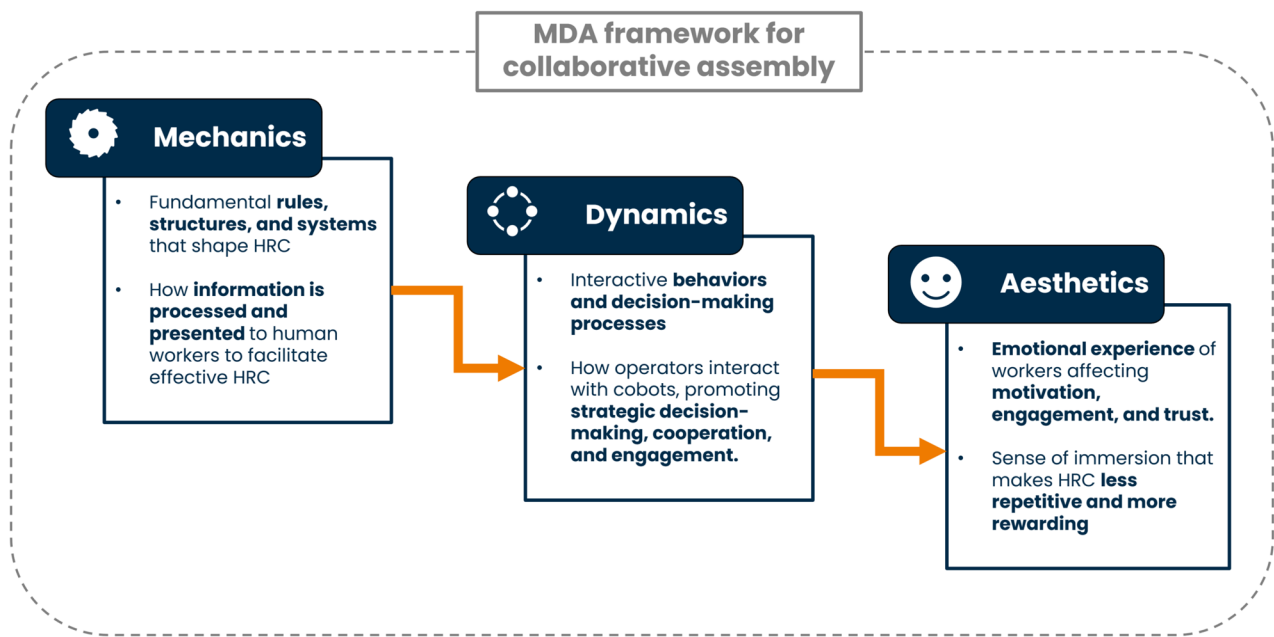 MDA framework for
collaborative assembly
Mechanics
• Fundamental rules,
structures, and systems
that shape HRC
• How information is
processed and
presented to human
workers to facilitate
effective HRC
Dynamics
• Interactive behaviors
and decision-making
processes
• How operators interact
with cobots, promoting
strategic decision-
making, cooperation,
and engagement.
Aesthetics
• Emotional experience of
workers affecting
motivation,
engagement, and trust.
• Sense of immersion that
makes HRC less
repetitive and more
rewarding